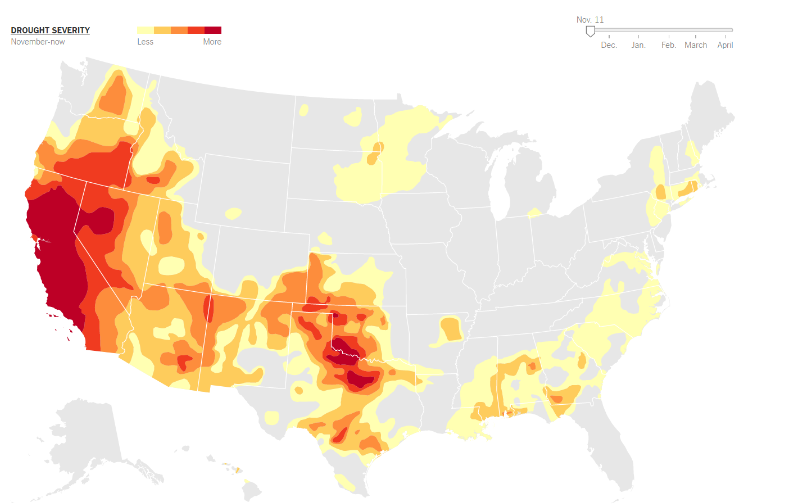 Nov. 11
DROUGHT SEVERITY
November-now
Less More
Dec. Jan. Feb. March April